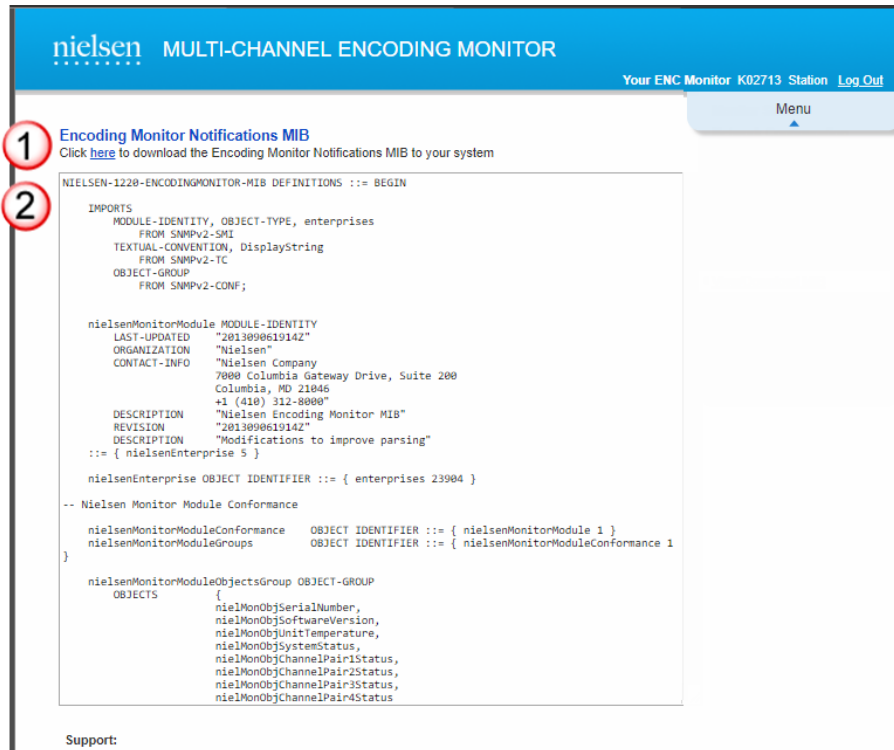 nielsen MULTI-CHANNEL ENCODING MONITOR
Your ENC Monitor K02713 Station Log Out
Menu
1
Encoding Monitor Notifications MIB
Click here to download the Encoding Monitor Notifications MIB to your system
2
NIELSEN-1220-ENCODINGMONITOR-MIB DEFINITIONS ::= BEGIN
IMPORTS
MODULE-IDENTITY, OBJECT-TYPE, enterprises
FROM SNMPv2-SMI
TEXTUAL-CONVENTION, DisplayString
FROM SNMPv2-TC
OBJECT-GROUP
FROM SNMPv2-CONF;
nielsenMonitorModule MODULE-IDENTITY
LAST-UPDATED "201309061914Z"
ORGANIZATION "Nielsen"
CONTACT-INFO "Nielsen Company
7000 Columbia Gateway Drive, Suite 200
Columbia, MD 21046
+1 (410) 312-8000"
DESCRIPTION "Nielsen Encoding Monitor MIB"
REVISION "201309061914Z"
DESCRIPTION "Modifications to improve parsing"
::= { nielsenEnterprise 5 }
nielsenEnterprise OBJECT IDENTIFIER ::= { enterprises 23904 }
-- Nielsen Monitor Module Conformance
nielsenMonitorModuleConformance OBJECT IDENTIFIER ::= { nielsenMonitorModule 1 }
nielsenMonitorModuleGroups OBJECT IDENTIFIER ::= { nielsenMonitorModuleConformance 1
}
nielsenMonitorModuleObjectsGroup OBJECT-GROUP
OBJECTS {
nielMonObjSerialNumber,
nielMonObjSoftwareVersion,
nielMonObjUnitTemperature,
nielMonObjSystemStatus,
nielMonObjChannelPair1Status,
nielMonObjChannelPair2Status,
nielMonObjChannelPair3Status,
nielMonObjChannelPair4Status
Support: